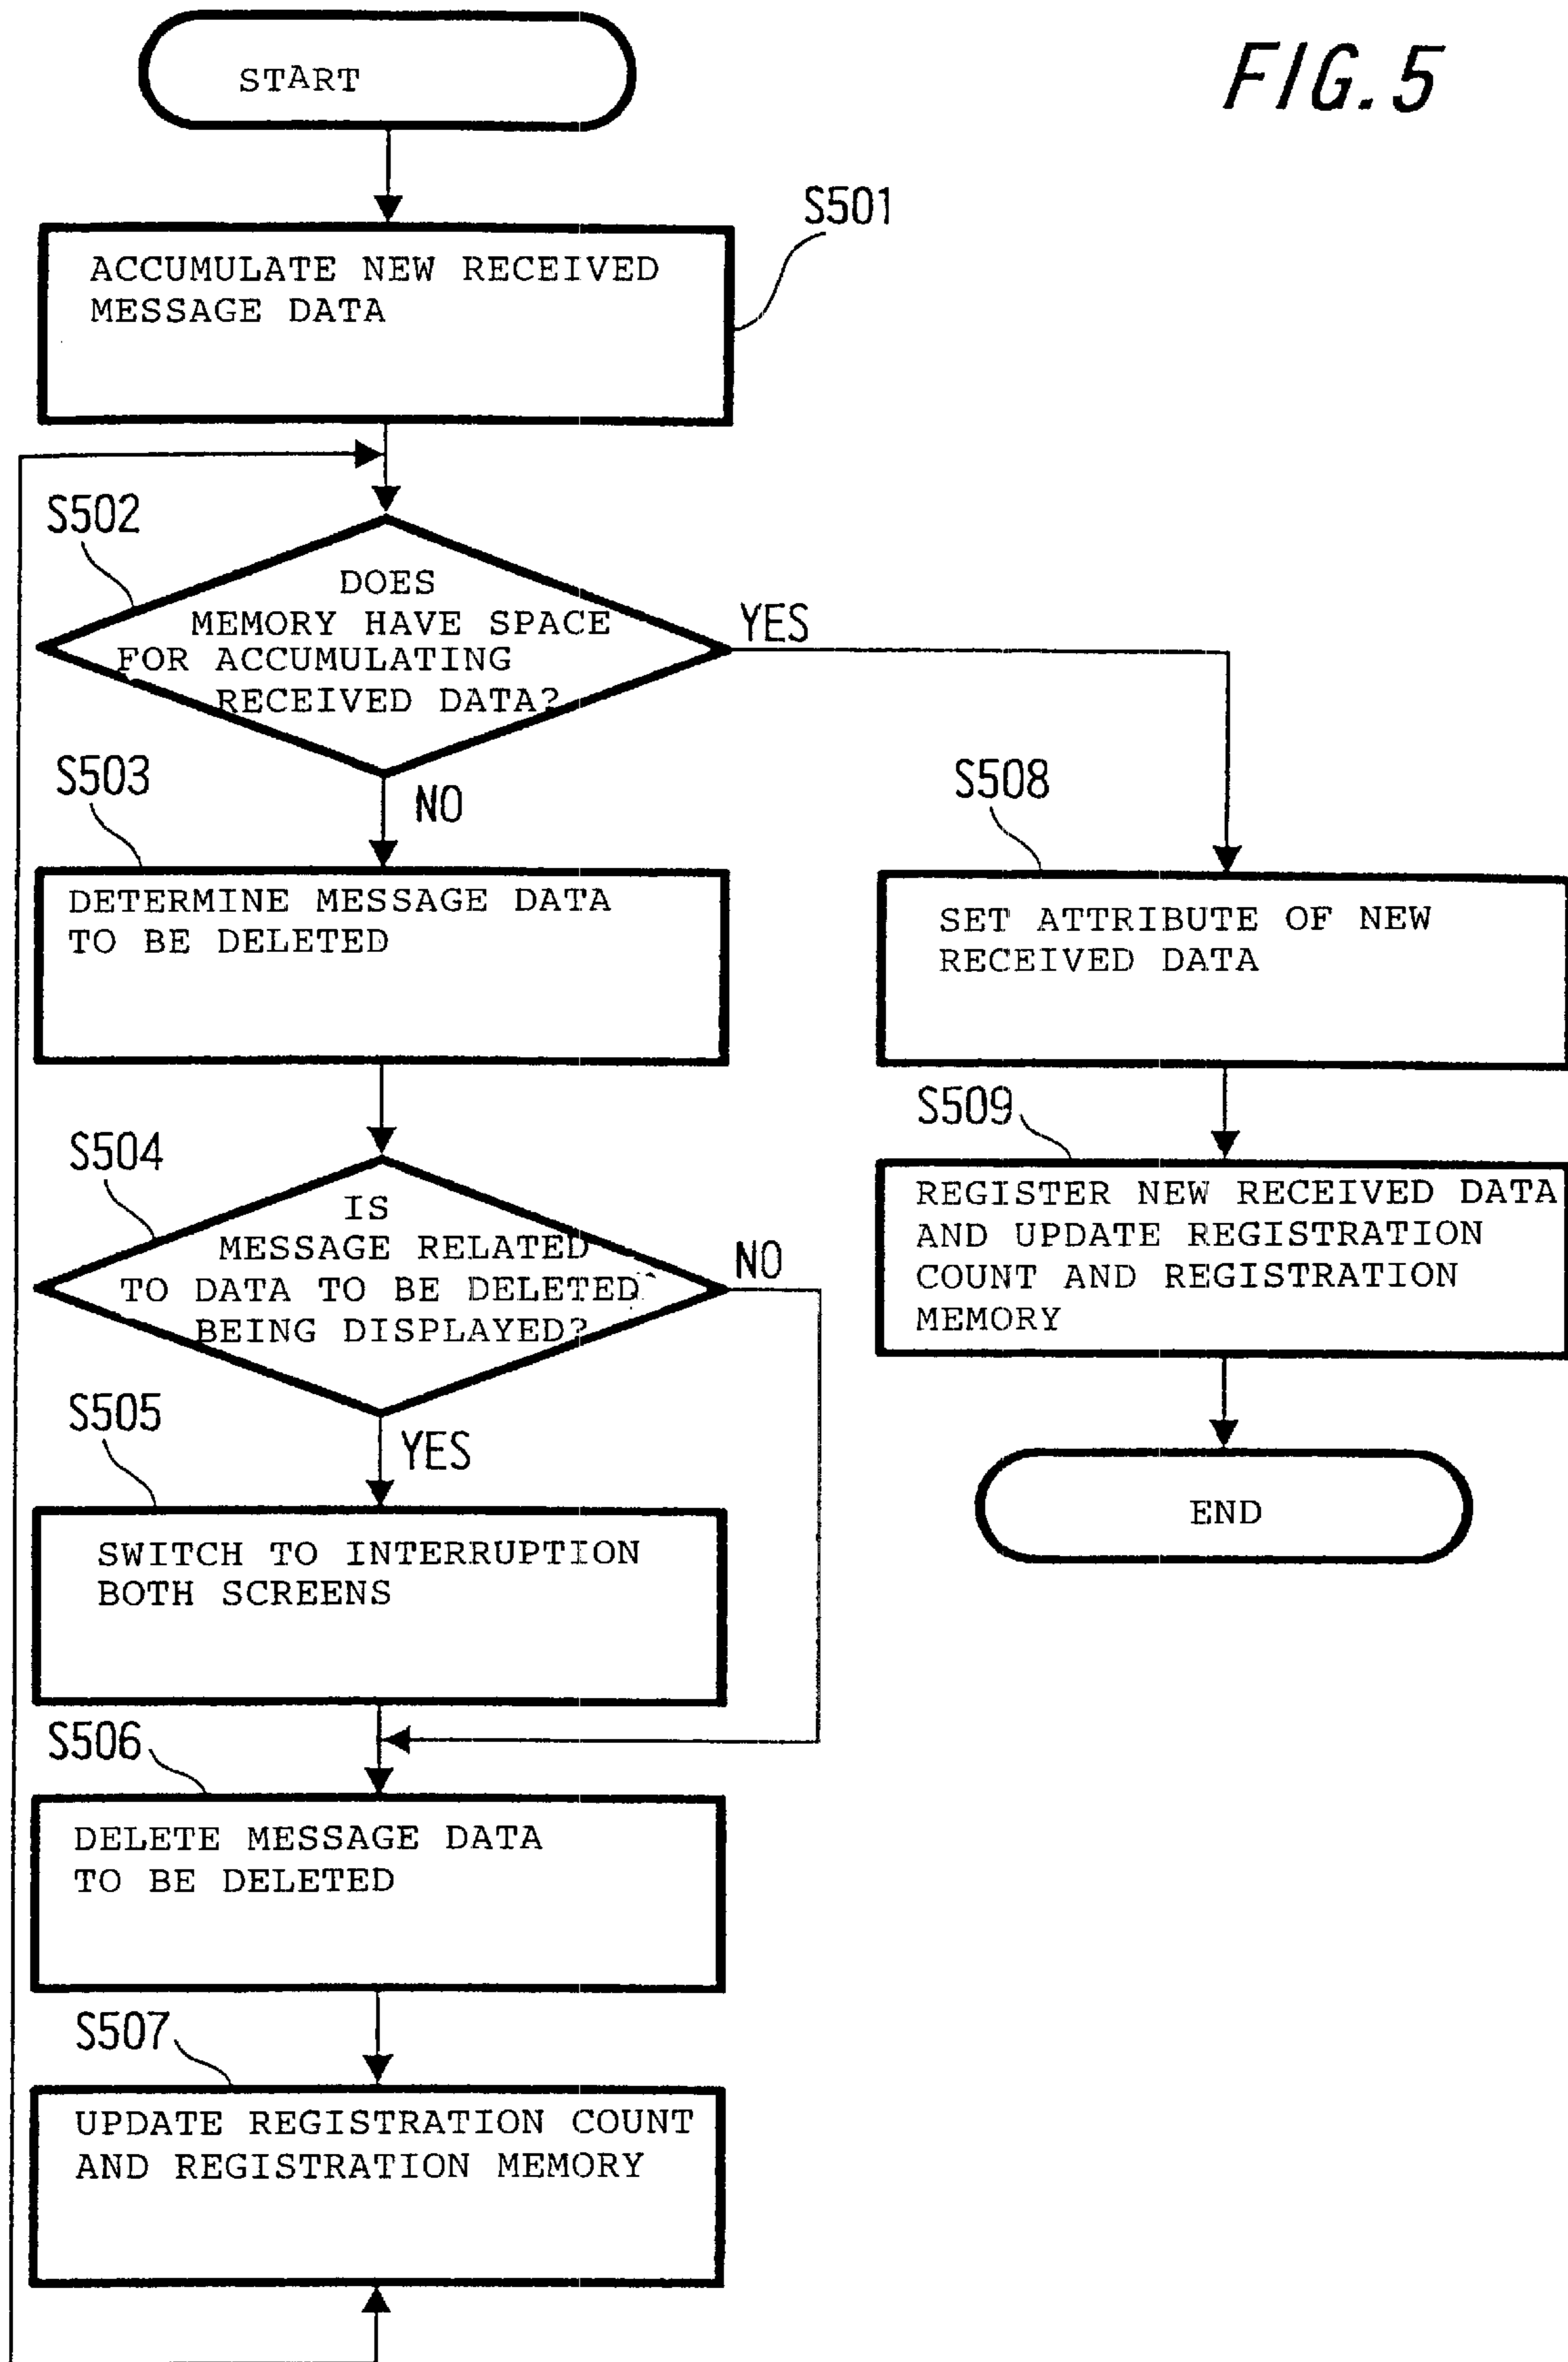 FIG. 5
START
S501
ACCUMULATE NEW RECEIVED
MESSAGE DATA
S502
DOES
MEMORY HAVE SPACE
FOR ACCUMULATING
RECEIVED DATA?
YES
NO
S503
DETERMINE MESSAGE DATA
TO BE DELETED
S504
IS
MESSAGE RELATED
TO DATA TO BE DELETED
BEING DISPLAYED?
NO
YES
S505
SWITCH TO INTERRUPTION
BOTH SCREENS
S506
DELETE MESSAGE DATA
TO BE DELETED
S507
UPDATE REGISTRATION COUNT
AND REGISTRATION MEMORY
S508
SET ATTRIBUTE OF NEW
RECEIVED DATA
S509
REGISTER NEW RECEIVED DATA
AND UPDATE REGISTRATION
COUNT AND REGISTRATION
MEMORY
END